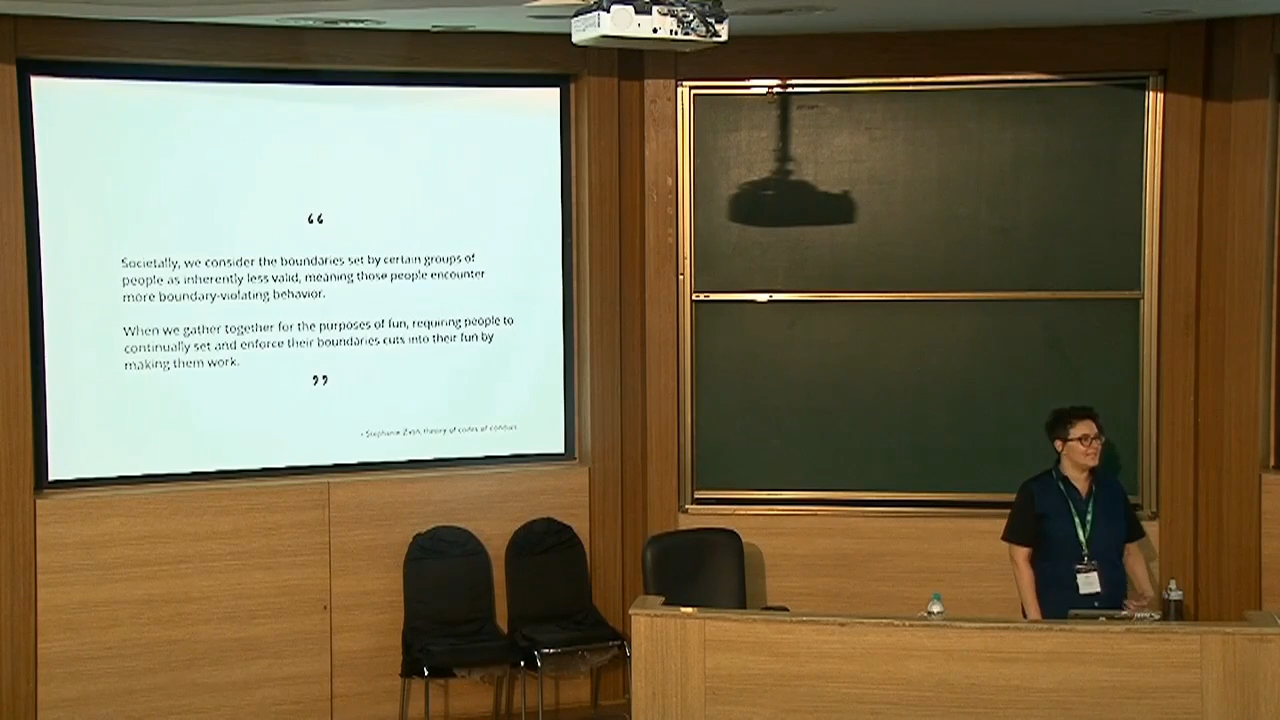 “
Societally, we consider the boundaries set by certain groups of
people as inherently less valid, meaning those people encounter
more boundary-violating behavior.
When we gather together for the purposes of fun, requiring people to
continually set and enforce their boundaries cuts into their fun by
making them work.
”
- Stephanie Zvan, theory of codes of conduct